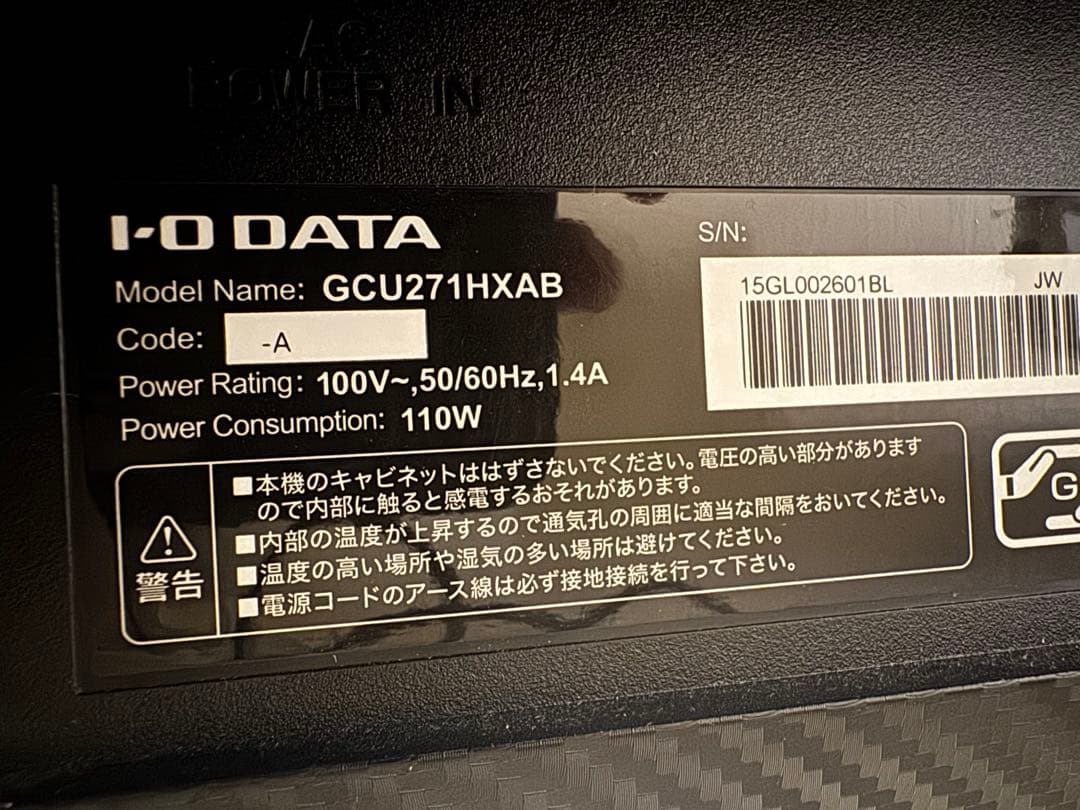 AC
POWER IN
I-O DATA
Model Name: GCU271HXAB
Code: -A
Power Rating: 100V~,50/60Hz,1.4A
Power Consumption: 110W
S/N:
15GL002601BL JW
警告
■本機のキャビネットははずさないでください。電圧の高い部分があります
ので内部に触ると感電するおそれがあります。
■内部の温度が上昇するので通気孔の周囲に適当な間隔をおいてください。
■温度の高い場所や湿気の多い場所は避けてください。
■電源コードのアース線は必ず接地接続を行って下さい。
G